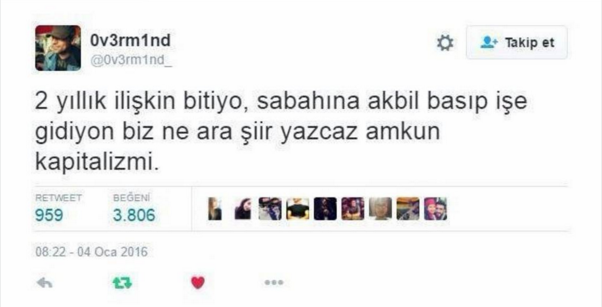 0v3rm1nd
@0v3rm1nd_
Takip et
2 yıllık ilişkin bitiyo, sabahına akbil basıp işe
gidiyon biz ne ara şiir yazcaz amkun
kapitalizmi.
RETWEET BEĞENİ
959 3.806
08:22 - 04 Oca 2016